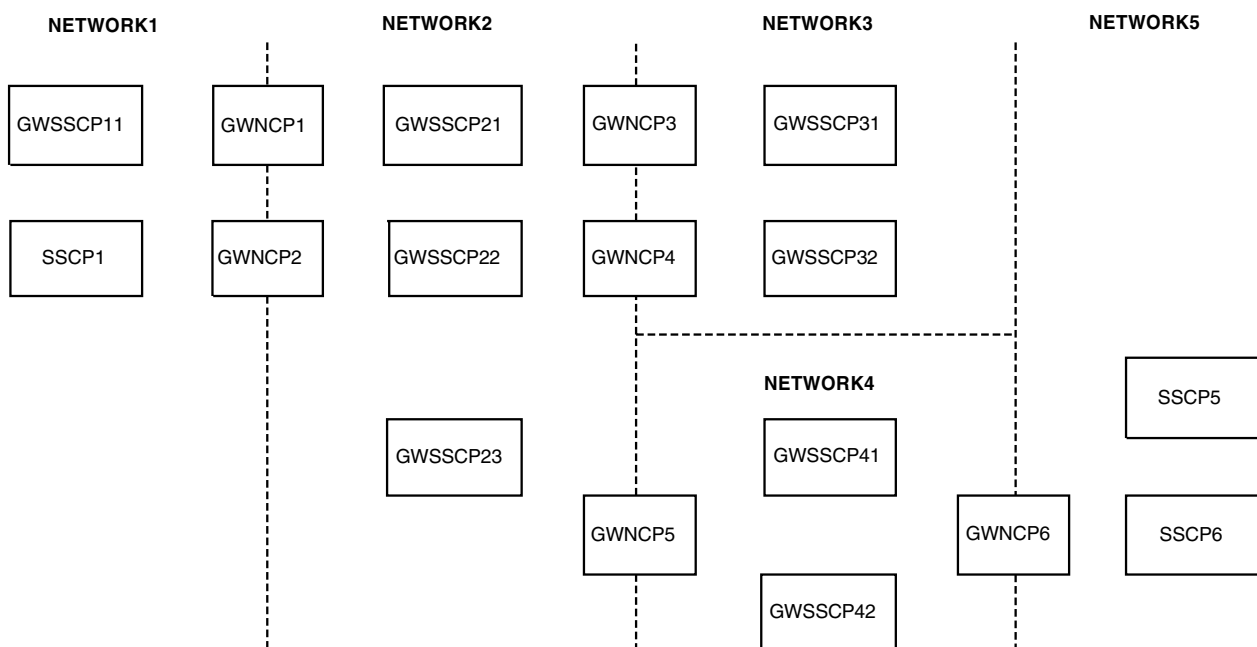 NETWORK1
NETWORK2
NETWORK3
NETWORK5
GWSSCP11
GWNCP1
GWSSCP21
GWNCP3
GWSSCP31
SSCP1
GWNCP2
GWSSCP22
GWNCP4
GWSSCP32
NETWORK4
SSCP5
GWSSCP23
GWSSCP41
GWNCP5
GWNCP6
SSCP6
GWSSCP42